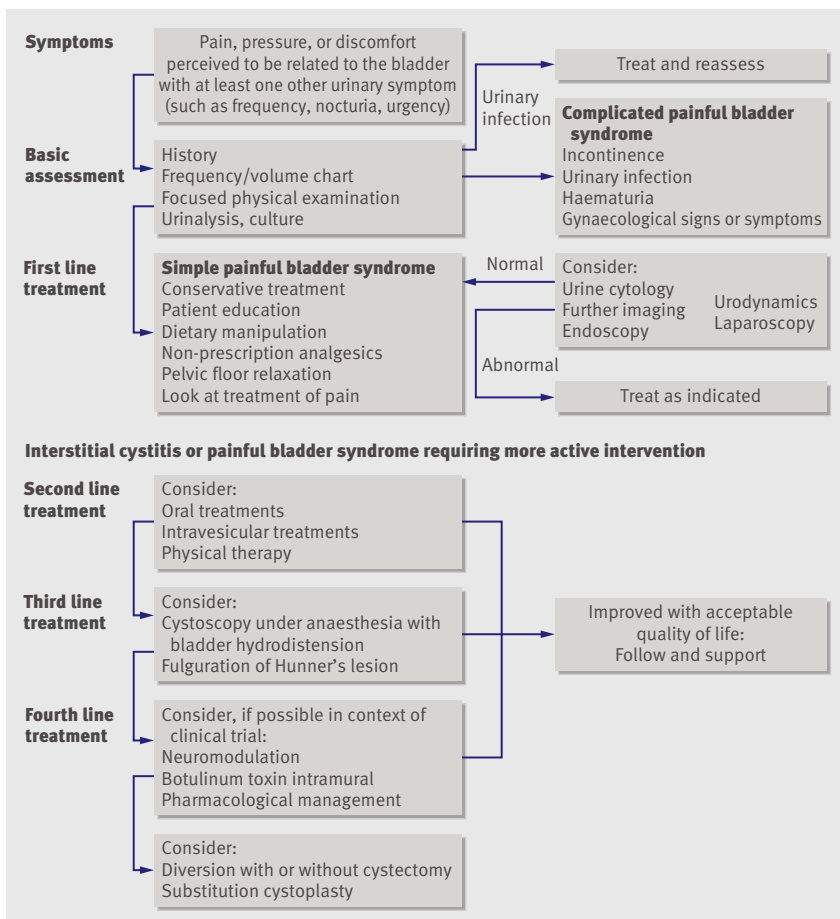 Symptoms
Pain, pressure, or discomfort
perceived to be related to the bladder
with at least one other urinary symptom
(such as frequency, nocturia, urgency)
Treat and reassess
Urinary
infection
Complicated painful bladder
syndrome
Incontinence
Urinary infection
Haematuria
Gynaecological signs or symptoms
Basic
assessment
History
Frequency/volume chart
Focused physical examination
Urinalysis, culture
First line
treatment
Simple painful bladder syndrome
Conservative treatment
Patient education
Dietary manipulation
Non-prescription analgesics
Pelvic floor relaxation
Look at treatment of pain
Normal
Consider:
Urine cytology
Further imaging
Endoscopy
Urodynamics
Laparoscopy
Abnormal
Treat as indicated
Interstitial cystitis or painful bladder syndrome requiring more active intervention
Second line
treatment
Consider:
Oral treatments
Intravesicular treatments
Physical therapy
Third line
treatment
Consider:
Cystoscopy under anaesthesia with
bladder hydrodistension
Fulguration of Hunner's lesion
Improved with acceptable
quality of life:
Follow and support
Fourth line
treatment
Consider, if possible in context of
clinical trial:
Neuromodulation
Botulinum toxin intramural
Pharmacological management
Consider:
Diversion with or without cystectomy
Substitution cystoplasty